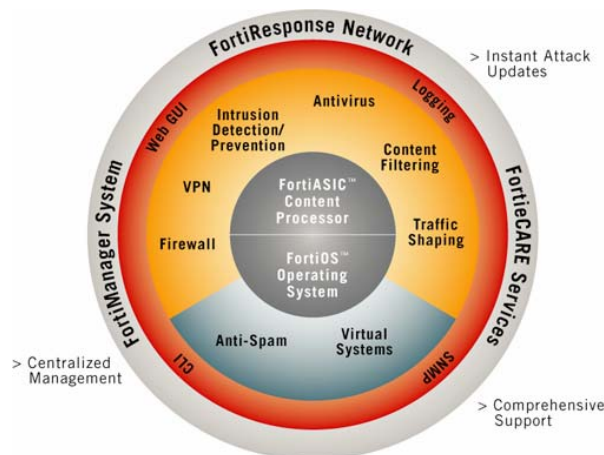 FortiResponse Network
> Instant Attack
Updates
Web GUI
Logging
Antivirus
Intrusion
Detection/
Prevention
Content
Filtering
VPN
FortiASIC™
Content
Processor
Firewall
Traffic
Shaping
FortiOS™
Operating
System
FortiManager System
FortieCARE Services
Anti-Spam
Virtual
Systems
CLI
SNMP
> Centralized
Management
> Comprehensive
Support